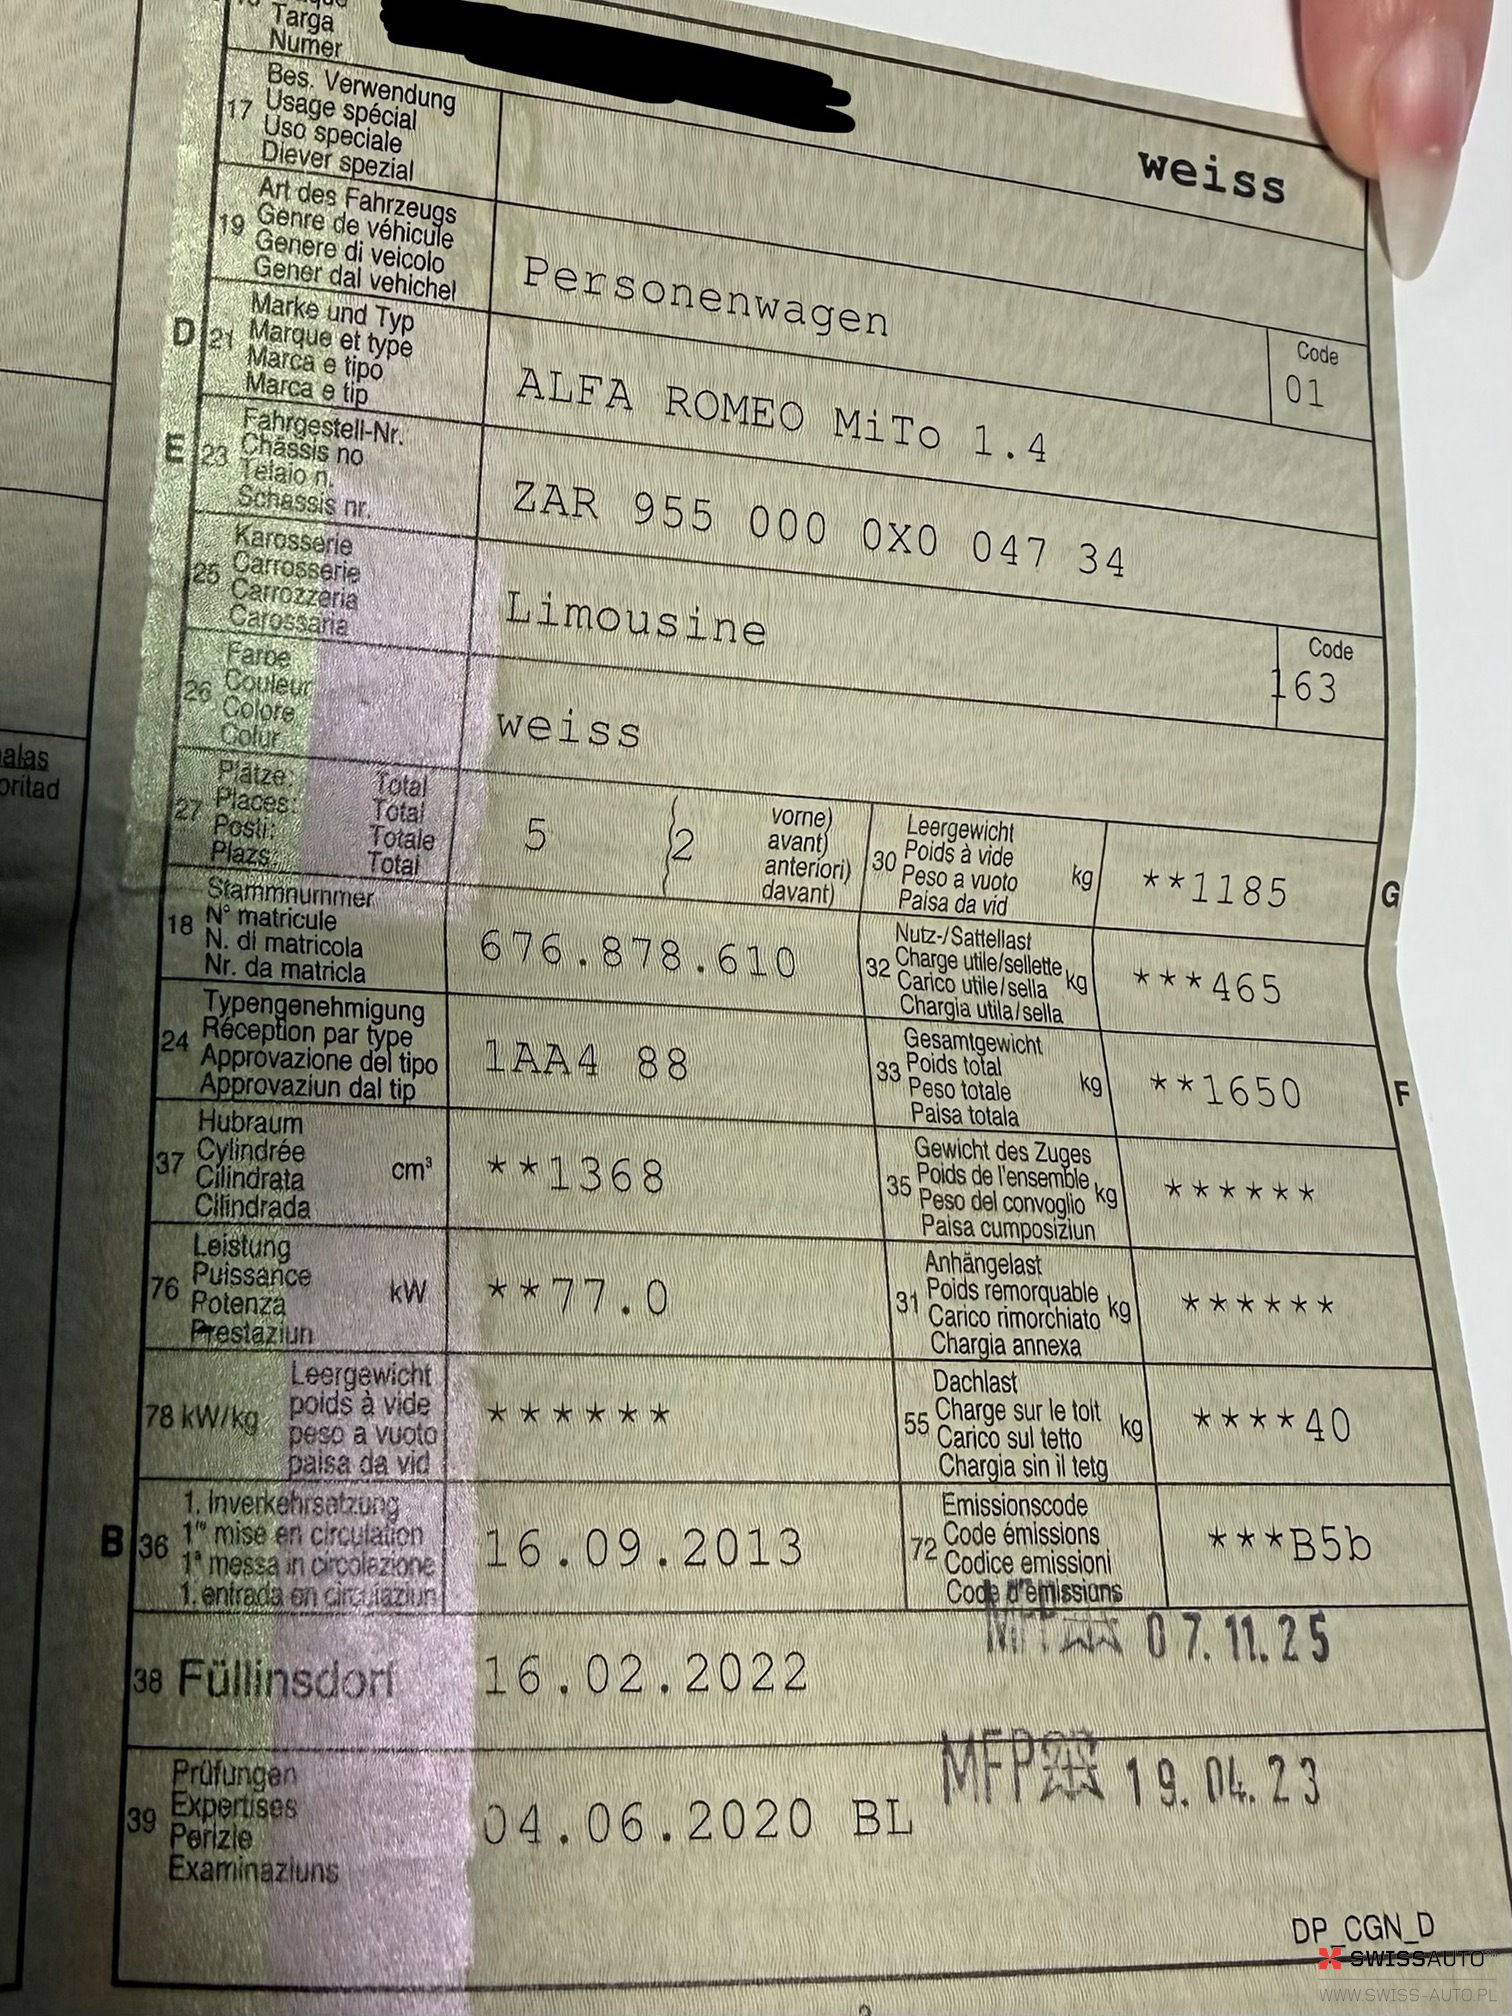 Targa
Numer
weiss
17 Bes. Verwendung
Usage spécial
Uso speciale
Diever spezial
19 Art des Fahrzeugs
Genre de véhicule
Genere di veicolo
Gener dal vehichel
Personenwagen
Code
01
D 21 Marke und Typ
Marque et type
Marca e tipo
Marca e tip
ALFA ROMEO MiTo 1.4
E 23 Fahrgestell-Nr.
Châssis no
Telaio n.
Schassis nr.
ZAR 955 000 0X0 047 34
25 Karosserie
Carrosserie
Carrozzeria
Carossaria
Limousine
Code
163
26 Farbe
Couleur
Colore
Colur
weiss
27 Plätze: Total
Places: Total
Posti: Totale
Plazs: Total
5 (2 vorne)
avant)
anteriori)
davant)
30 Leergewicht
Poids à vide
Peso a vuoto
Paisa da vid
kg **1185 G
18 Stammnummer
N° matricule
N. di matricola
Nr. da matricla
676.878.610
32 Nutz-/Sattellast
Charge utile/sellette
Carico utile/sella
Chargia utila/sella
kg ***465
24 Typengenehmigung
Réception par type
Approvazione del tipo
Approvaziun dal tip
1AA4 88
33 Gesamtgewicht
Poids total
Peso totale
Paisa totala
kg **1650 F
37 Hubraum
Cylindrée
Cilindrata
Cilindrada
cm³ **1368
35 Gewicht des Zuges
Poids de l'ensemble
Peso del convoglio
Paisa cumposiziun
kg ******
76 Leistung
Puissance
Potenza
Prestaziun
kW **77.0
31 Anhängelast
Poids remorquable
Carico rimorchiato
Chargia annexa
kg ******
78 kW/kg Leergewicht
poids à vide
peso a vuoto
paisa da vid
******
55 Dachlast
Charge sur le toit
Carico sul tetto
Chargia sin il tetg
kg ****40
B 36 1. Inverkehrsetzung
1re mise en circulation
1a messa in circolazione
1. entrada en circulaziun
16.09.2013
72 Emissionscode
Code émissions
Codice emissioni
Code d'emissions
***B5b
MFP 07.11.25
38 Füllinsdorf 16.02.2022
MFP 19.04.23
39 Prüfungen
Expertises
Perizie
Examinaziuns
04.06.2020 BL
DP_CGN_D
SWISSAUTO
WWW.SWISS-AUTO.PL
alas
oritad